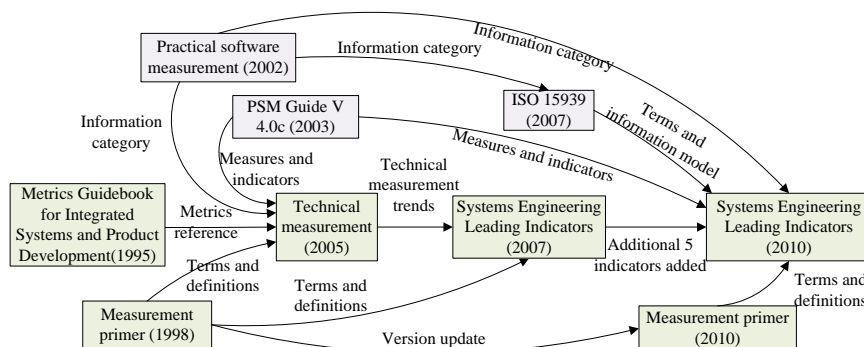 Practical software
measurement (2002)
Information category
Information category
Information
category
PSM Guide V
4.0c (2003)
ISO 15939
(2007)
Terms and
information model
Measures and
indicators
Measures and indicators
Technical
measurement
trends
Metrics Guidebook
for Integrated
Systems and Product
Development(1995)
Metrics
reference
Technical
measurement
(2005)
Systems Engineering
Leading Indicators
(2007)
Additional 5
indicators added
Systems Engineering
Leading Indicators
(2010)
Terms and
definitions
Terms and
definitions
Terms and
definitions
Measurement
primer (1998)
Version update
Measurement primer
(2010)